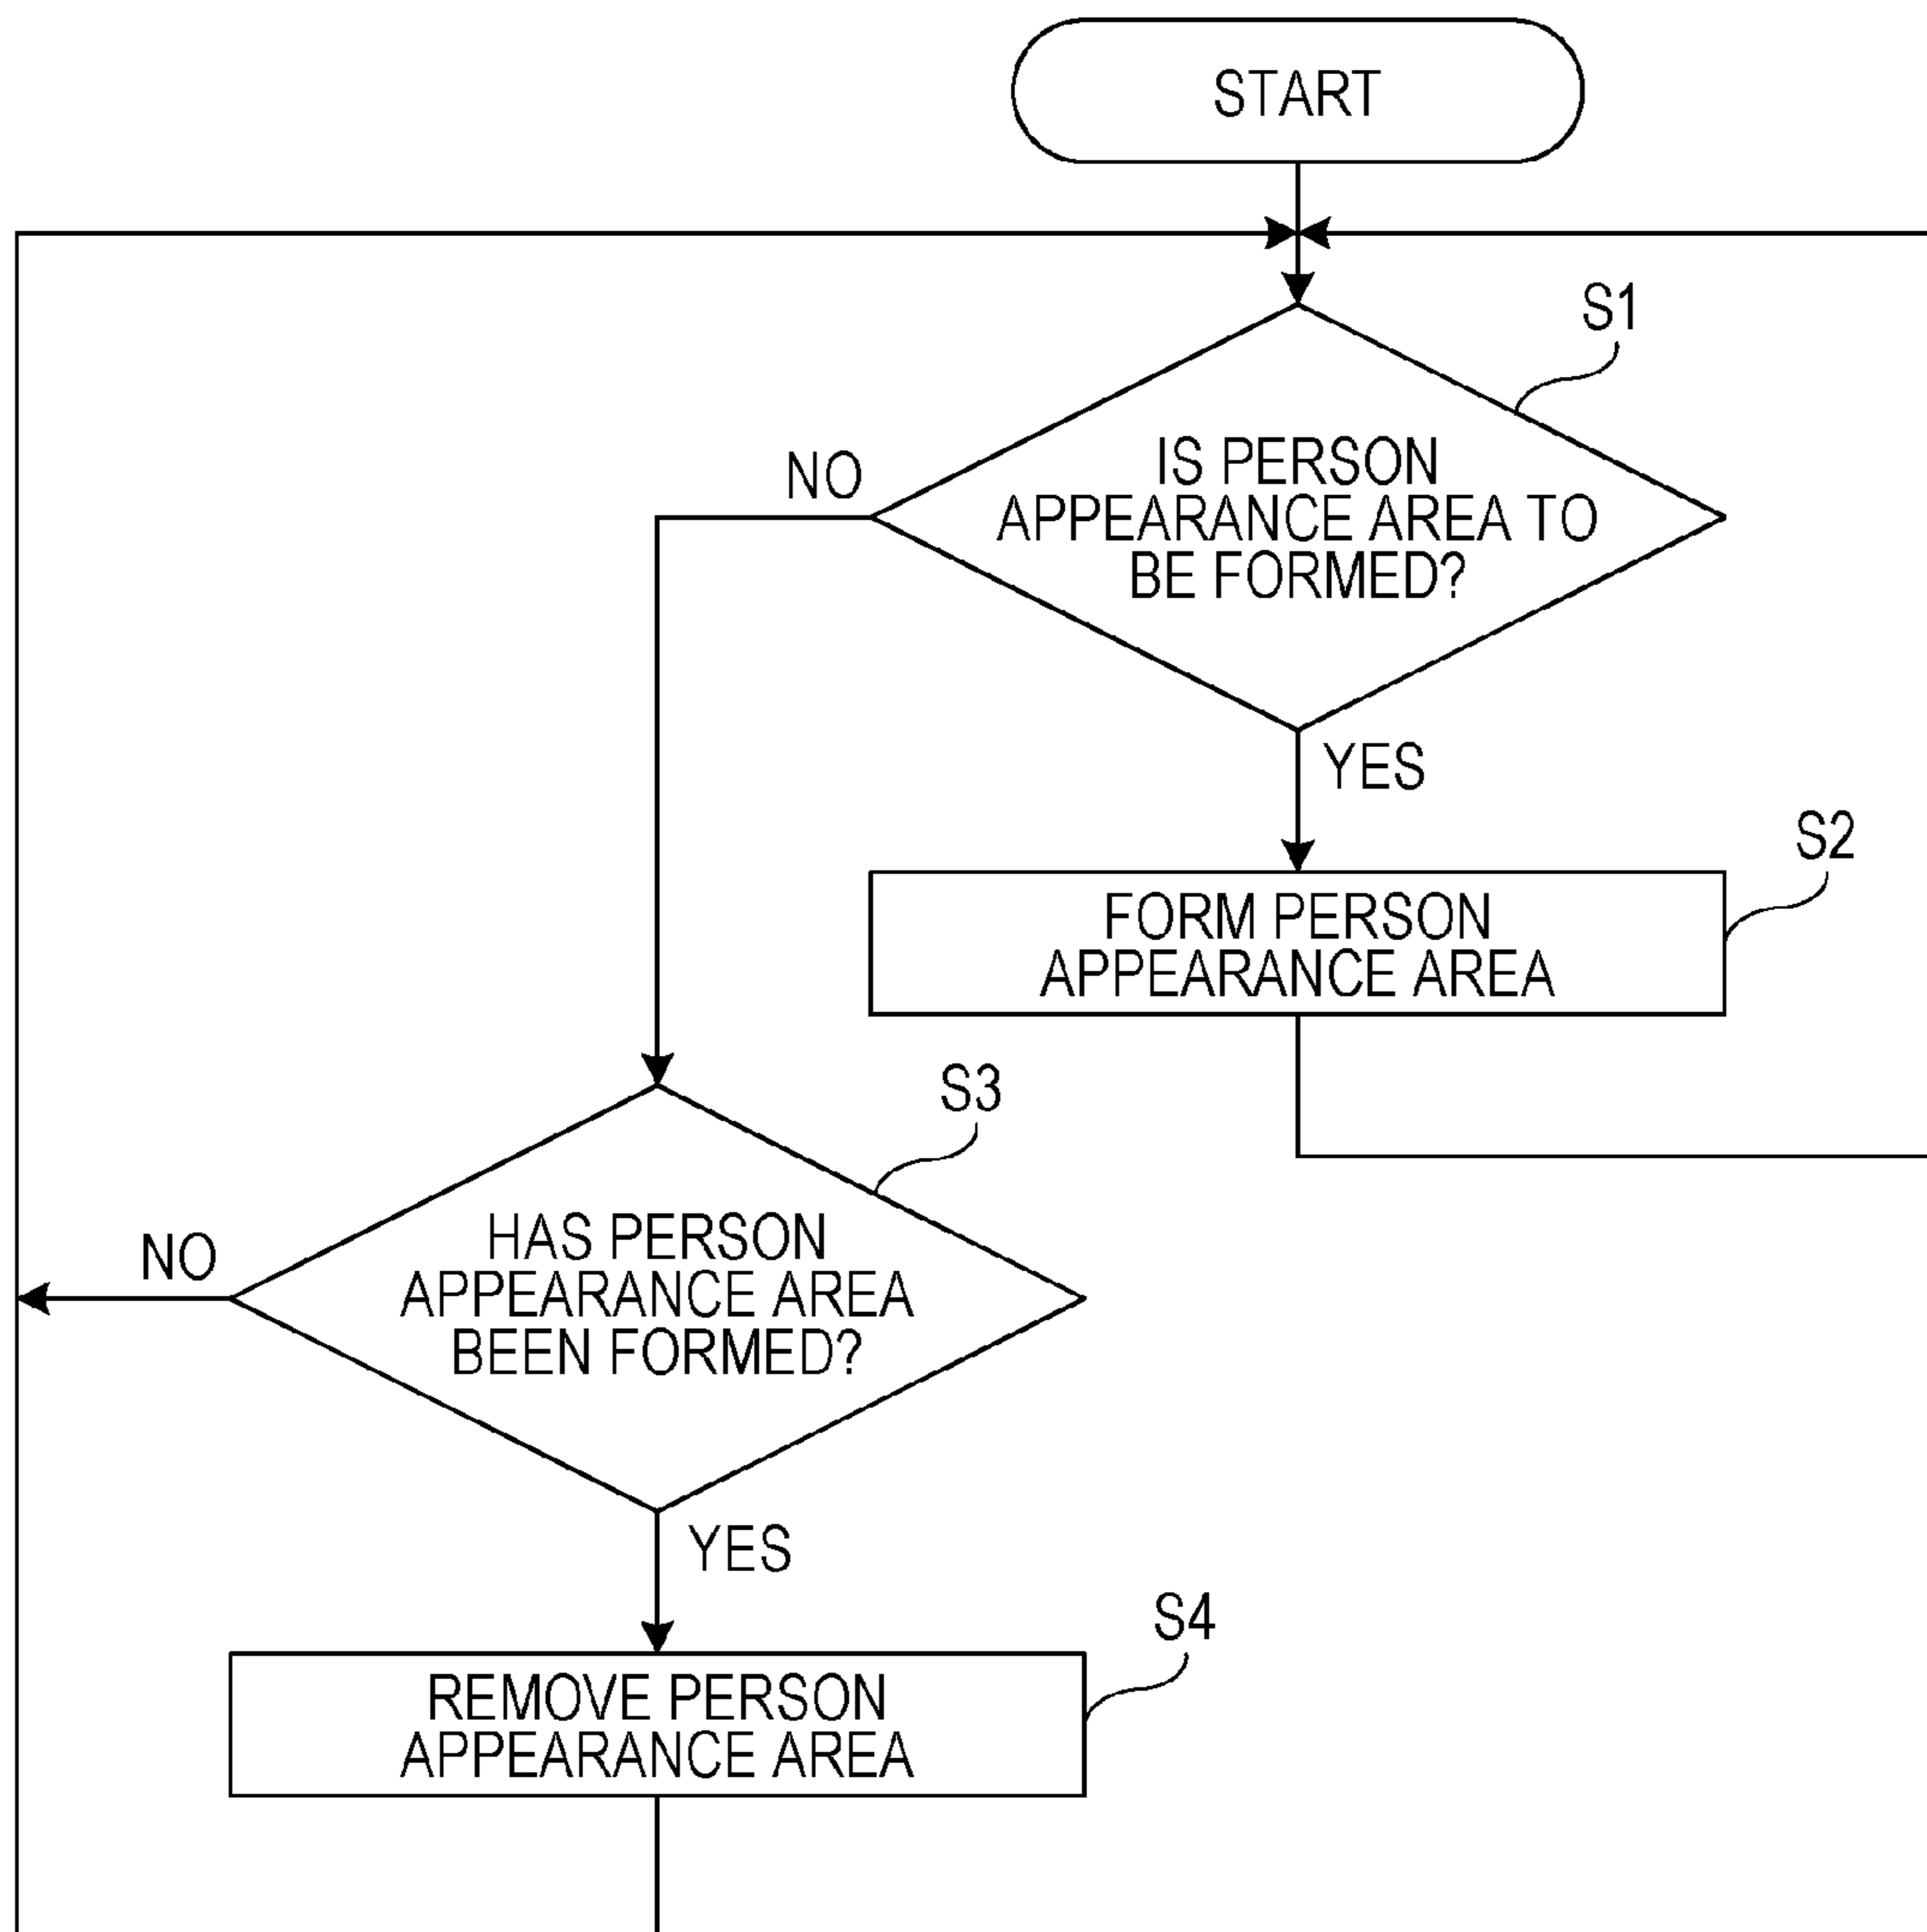 START
S1
IS PERSON
APPEARANCE AREA TO
BE FORMED?
NO
YES
S2
FORM PERSON
APPEARANCE AREA
S3
HAS PERSON
APPEARANCE AREA
BEEN FORMED?
NO
YES
S4
REMOVE PERSON
APPEARANCE AREA